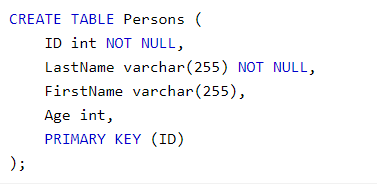 CREATE TABLE Persons (
    ID int NOT NULL,
    LastName varchar(255) NOT NULL,
    FirstName varchar(255),
    Age int,
    PRIMARY KEY (ID)
);